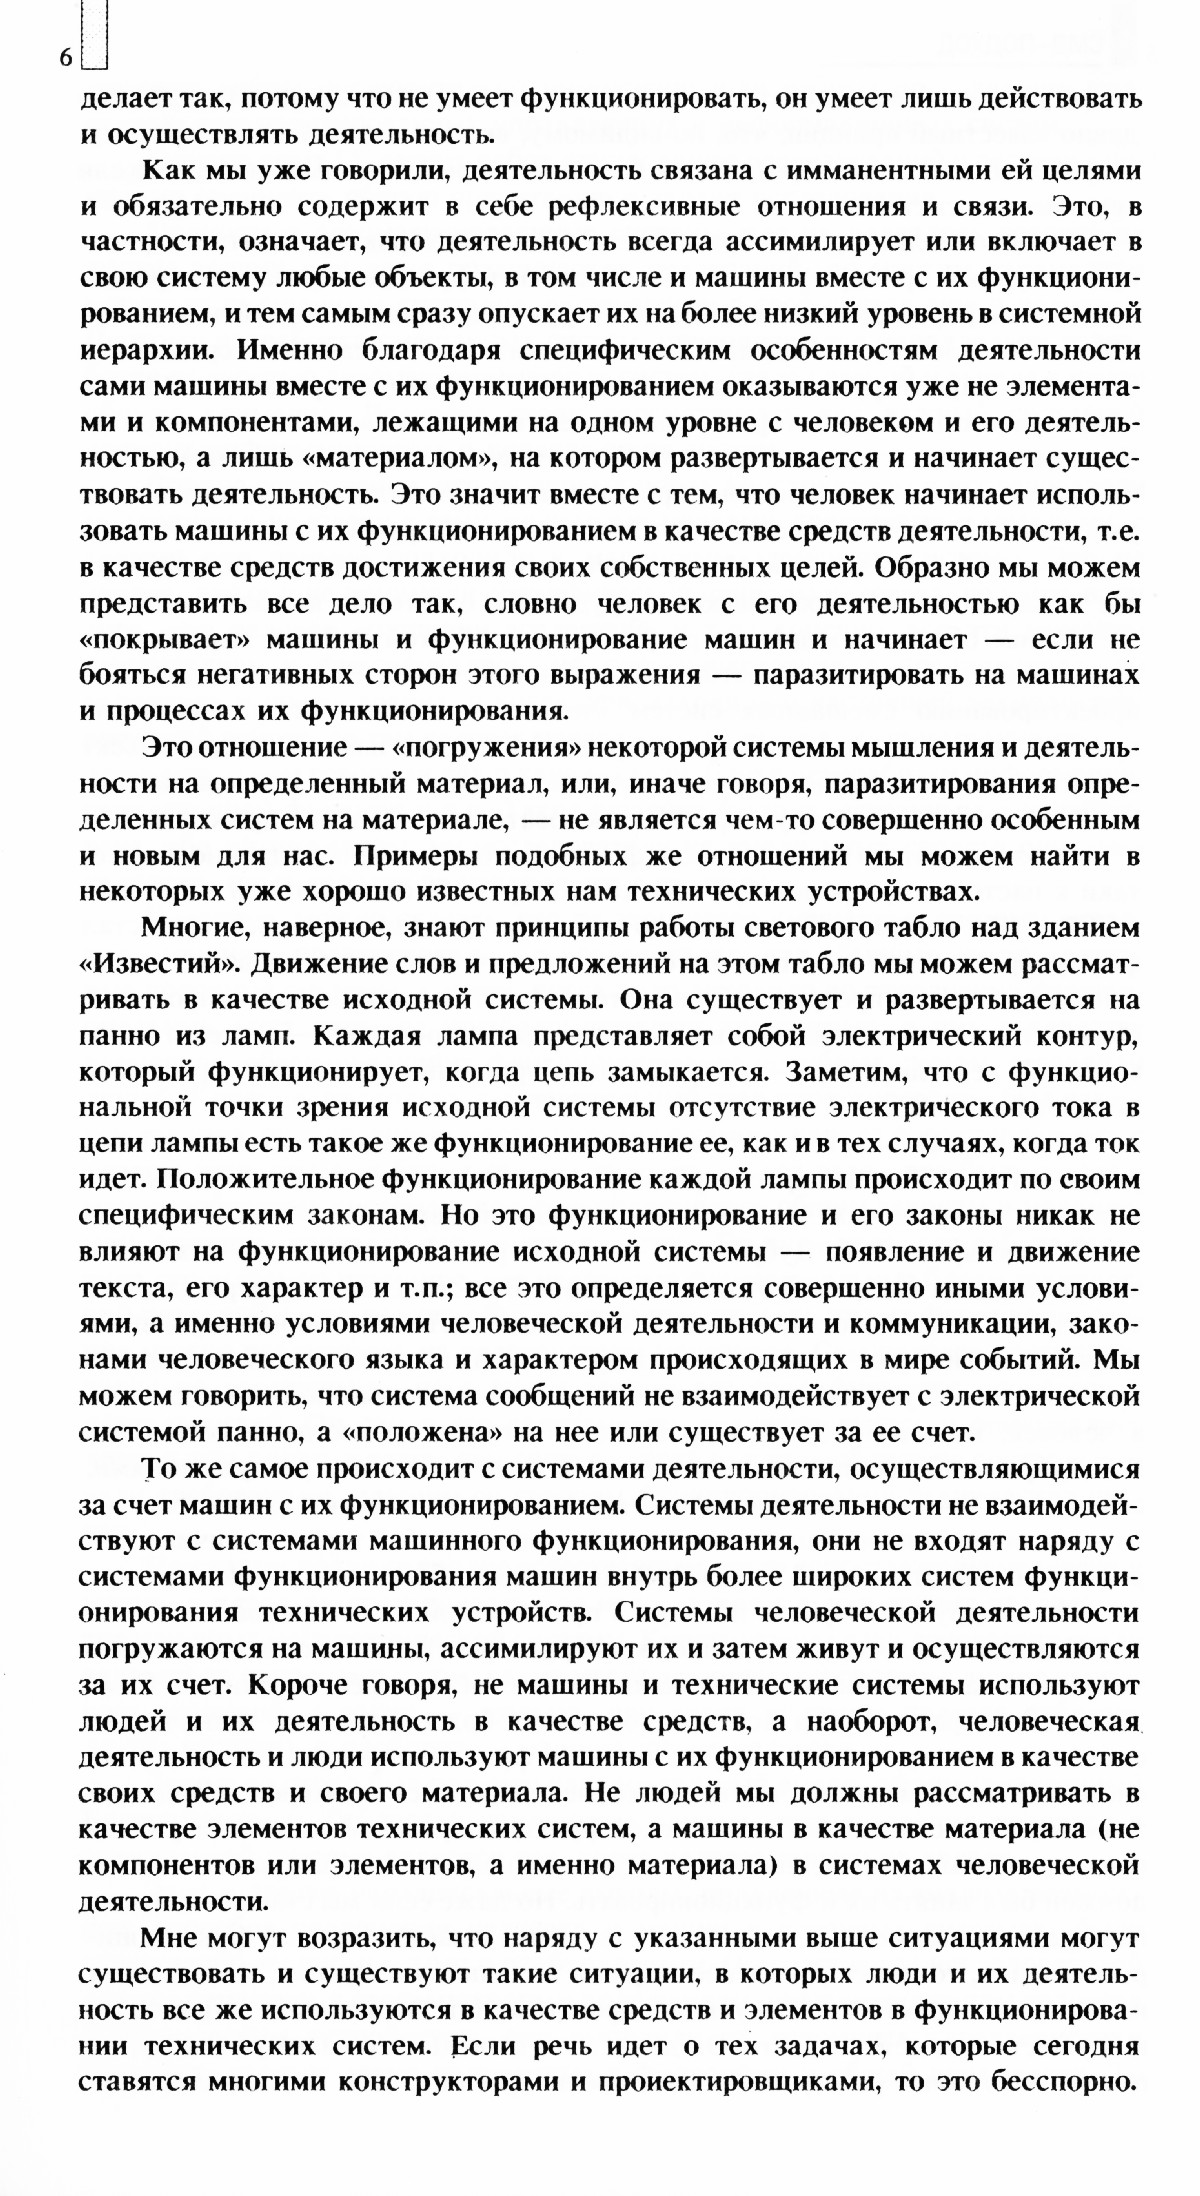 6
делает так, потому что не умеет функционировать, он умеет лишь действовать
и осуществлять деятельность.
Как мы уже говорили, деятельность связана с имманентными ей целями
и обязательно содержит в себе рефлексивные отношения и связи. Это, в
частности, означает, что деятельность всегда ассимилирует или включает в
свою систему любые объекты, в том числе и машины вместе с их функциони-
рованием, и тем самым сразу опускает их на более низкий уровень в системной
иерархии. Именно благодаря специфическим особенностям деятельности
сами машины вместе с их функционированием оказываются уже не элемента-
ми и компонентами, лежащими на одном уровне с человеком и его деятель-
ностью, а лишь «материалом», на котором развертывается и начинает сущес-
твовать деятельность. Это значит вместе с тем, что человек начинает исполь-
зовать машины с их функционированием в качестве средств деятельности, т.е.
в качестве средств достижения своих собственных целей. Образно мы можем
представить все дело так, словно человек с его деятельностью как бы
«покрывает» машины и функционирование машин и начинает — если не
бояться негативных сторон этого выражения — паразитировать на машинах
и процессах их функционирования.
Это отношение — «погружения» некоторой системы мышления и деятель-
ности на определенный материал, или, иначе говоря, паразитирования опре-
деленных систем на материале, — не является чем-то совершенно особенным
и новым для нас. Примеры подобных же отношений мы можем найти в
некоторых уже хорошо известных нам технических устройствах.
Многие, наверное, знают принципы работы светового табло над зданием
«Известий». Движение слов и предложений на этом табло мы можем рассмат-
ривать в качестве исходной системы. Она существует и развертывается на
панно из ламп. Каждая лампа представляет собой электрический контур,
который функционирует, когда цепь замыкается. Заметим, что с функцио-
нальной точки зрения исходной системы отсутствие электрического тока в
цепи лампы есть такое же функционирование ее, как и в тех случаях, когда ток
идет. Положительное функционирование каждой лампы происходит по своим
специфическим законам. Но это функционирование и его законы никак не
влияют на функционирование исходной системы — появление и движение
текста, его характер и т.п.; все это определяется совершенно иными услови-
ями, а именно условиями человеческой деятельности и коммуникации, зако-
нами человеческого языка и характером происходящих в мире событий. Мы
можем говорить, что система сообщений не взаимодействует с электрической
системой панно, а «положена» на нее или существует за ее счет.
То же самое происходит с системами деятельности, осуществляющимися
за счет машин с их функционированием. Системы деятельности не взаимодей-
ствуют с системами машинного функционирования, они не входят наряду с
системами функционирования машин внутрь более широких систем функци-
онирования технических устройств. Системы человеческой деятельности
погружаются на машины, ассимилируют их и затем живут и осуществляются
за их счет. Короче говоря, не машины и технические системы используют
людей и их деятельность в качестве средств, а наоборот, человеческая
деятельность и люди используют машины с их функционированием в качестве
своих средств и своего материала. Не людей мы должны рассматривать в
качестве элементов технических систем, а машины в качестве материала (не
компонентов или элементов, а именно материала) в системах человеческой
деятельности.
Мне могут возразить, что наряду с указанными выше ситуациями могут
существовать и существуют такие ситуации, в которых люди и их деятель-
ность все же используются в качестве средств и элементов в функционирова-
нии технических систем. Если речь идет о тех задачах, которые сегодня
ставятся многими конструкторами и проиектировщиками, то это бесспорно.